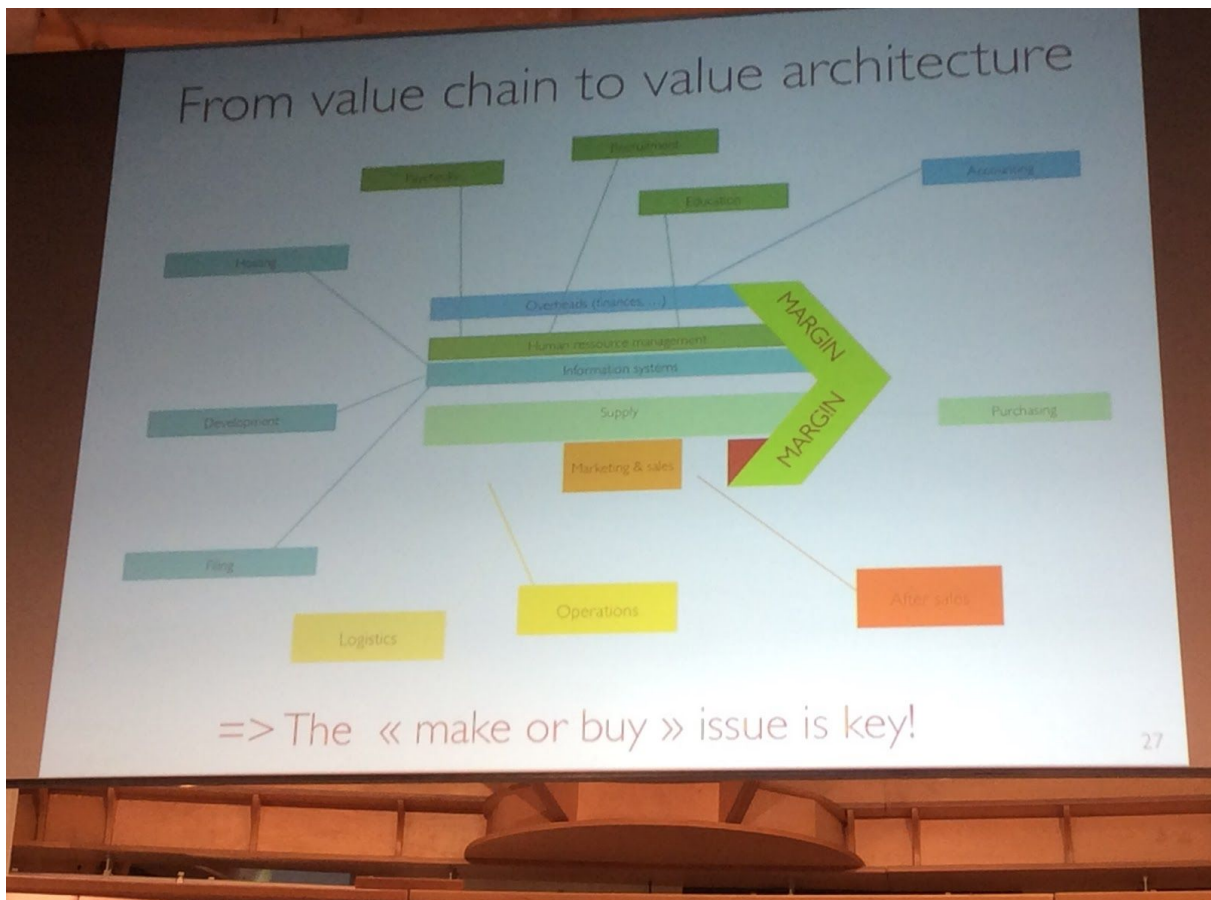 From value chain to value architecture
Recruitment
Paychecks
Education
Accounting
Hosting
Overheads (finances, ...)
Human ressource management
Information systems
Supply
MARGIN
MARGIN
Marketing & sales
Development
Purchasing
Filing
Operations
After sales
Logistics
=> The « make or buy » issue is key!
27